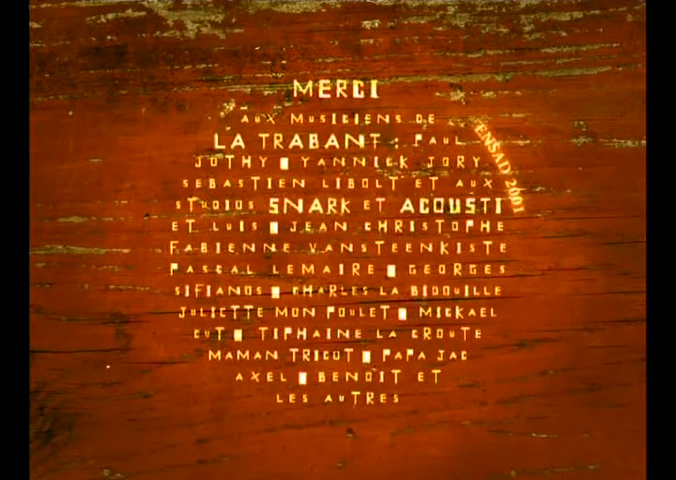 MERCI
AUX MUSICIENS DE
LA TRABANT : PAUL
JOTHY ■ YANNICK JORY
SEBASTIEN LIBOLT ET AUX
STUDIOS SNARK ET ACOUSTI
ET LUIS ■ JEAN CHRISTOPHE
FABIENNE VANSTEENKISTE
PASCAL LEMAIRE ■ GEORGES
SIFIANOS ■ CHARLES LA BIDOUILLE
JULIETTE MON POULET ■ MICKAEL
CUT ■ TIPHAINE LA CROUTE
MAMAN TRICOT ■ PAPA JAC
AXEL ■ BENOÎT ET
LES AUTRES
ENSAD 2001